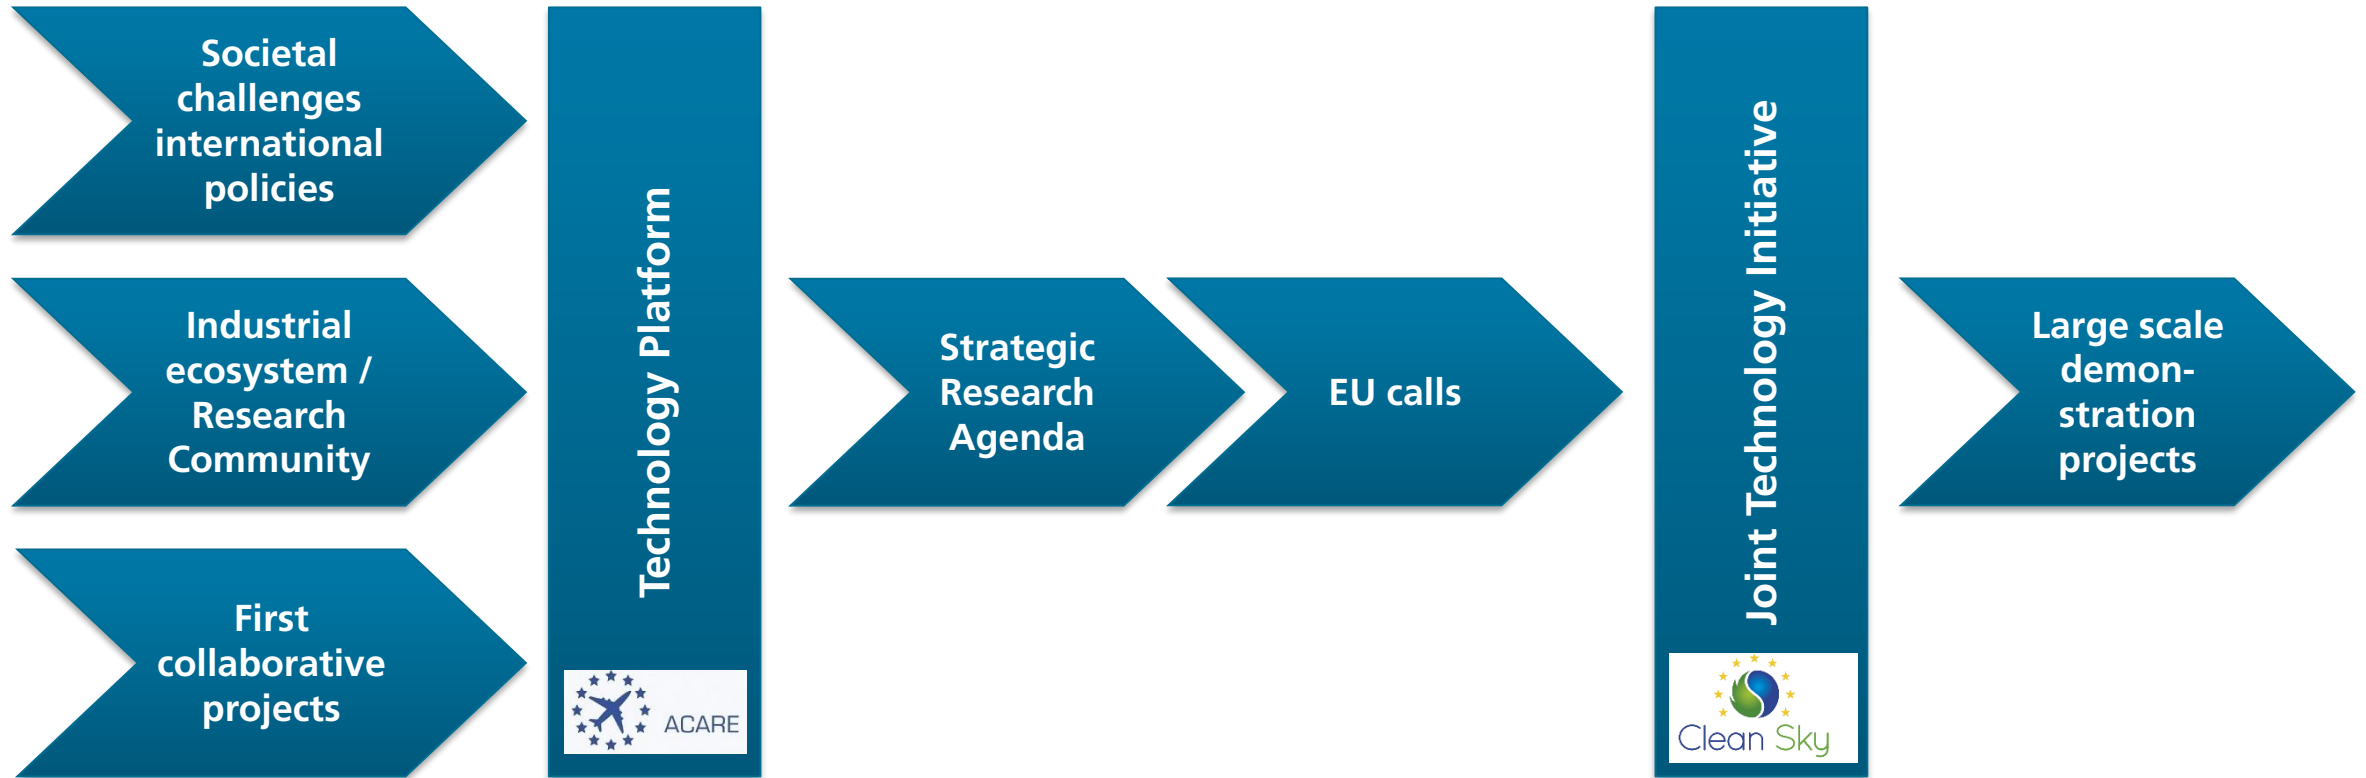 Societal
challenges
international
policies
Industrial
ecosystem /
Research
Community
First
collaborative
projects
Technology Platform
ACARE
Strategic
Research
Agenda
EU calls
Joint Technology Initiative
Clean Sky
Large scale
demon-
stration
projects